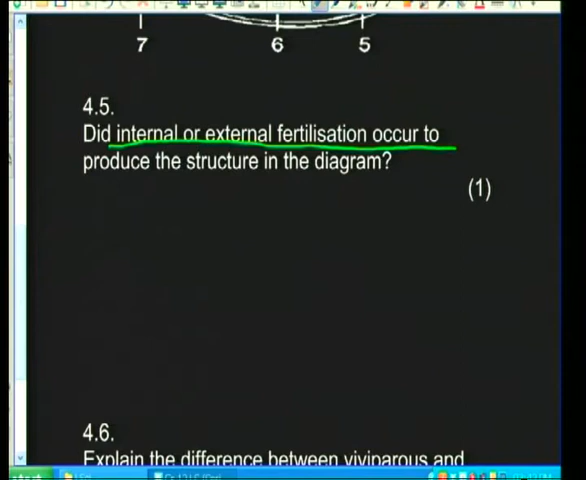 7 6 5
4.5.
Did internal or external fertilisation occur to
produce the structure in the diagram?
(1)
4.6.
Explain the difference between viviparous and